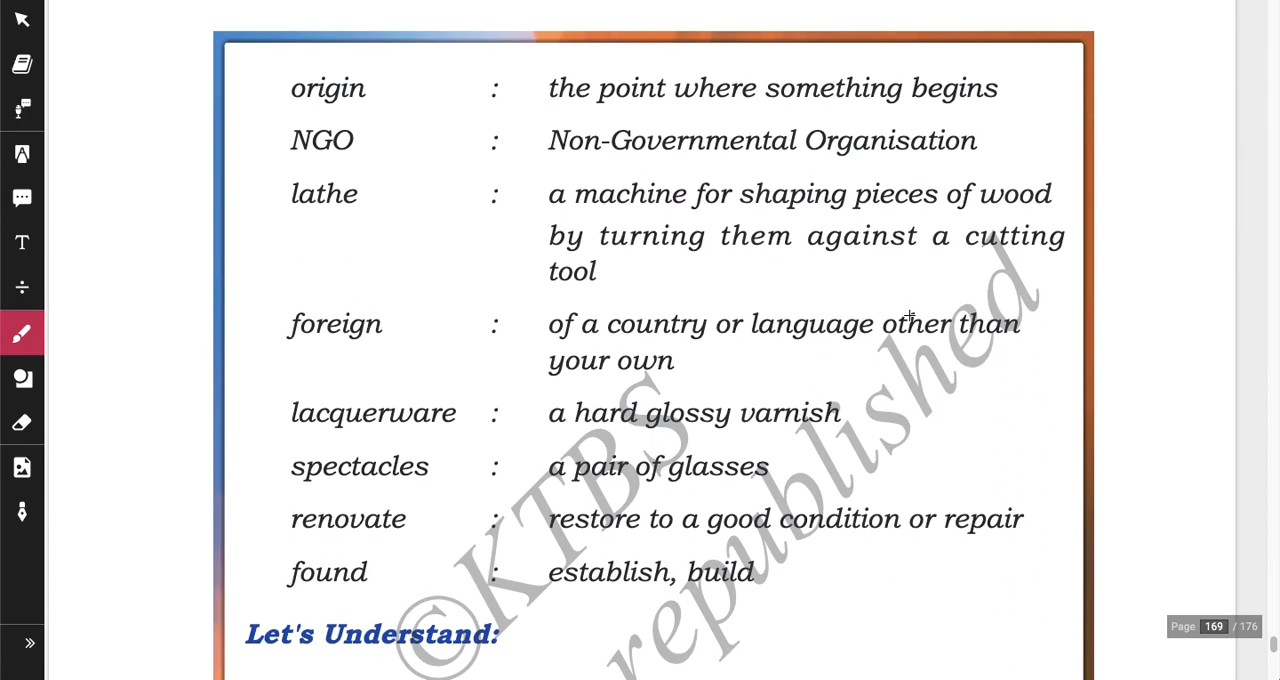 origin : the point where something begins
NGO : Non-Governmental Organisation
lathe : a machine for shaping pieces of wood
by turning them against a cutting
tool
foreign : of a country or language other than
your own
lacquerware : a hard glossy varnish
spectacles : a pair of glasses
renovate : restore to a good condition or repair
found : establish, build
Let's Understand:
©KTBS
republished
Page 169 / 176